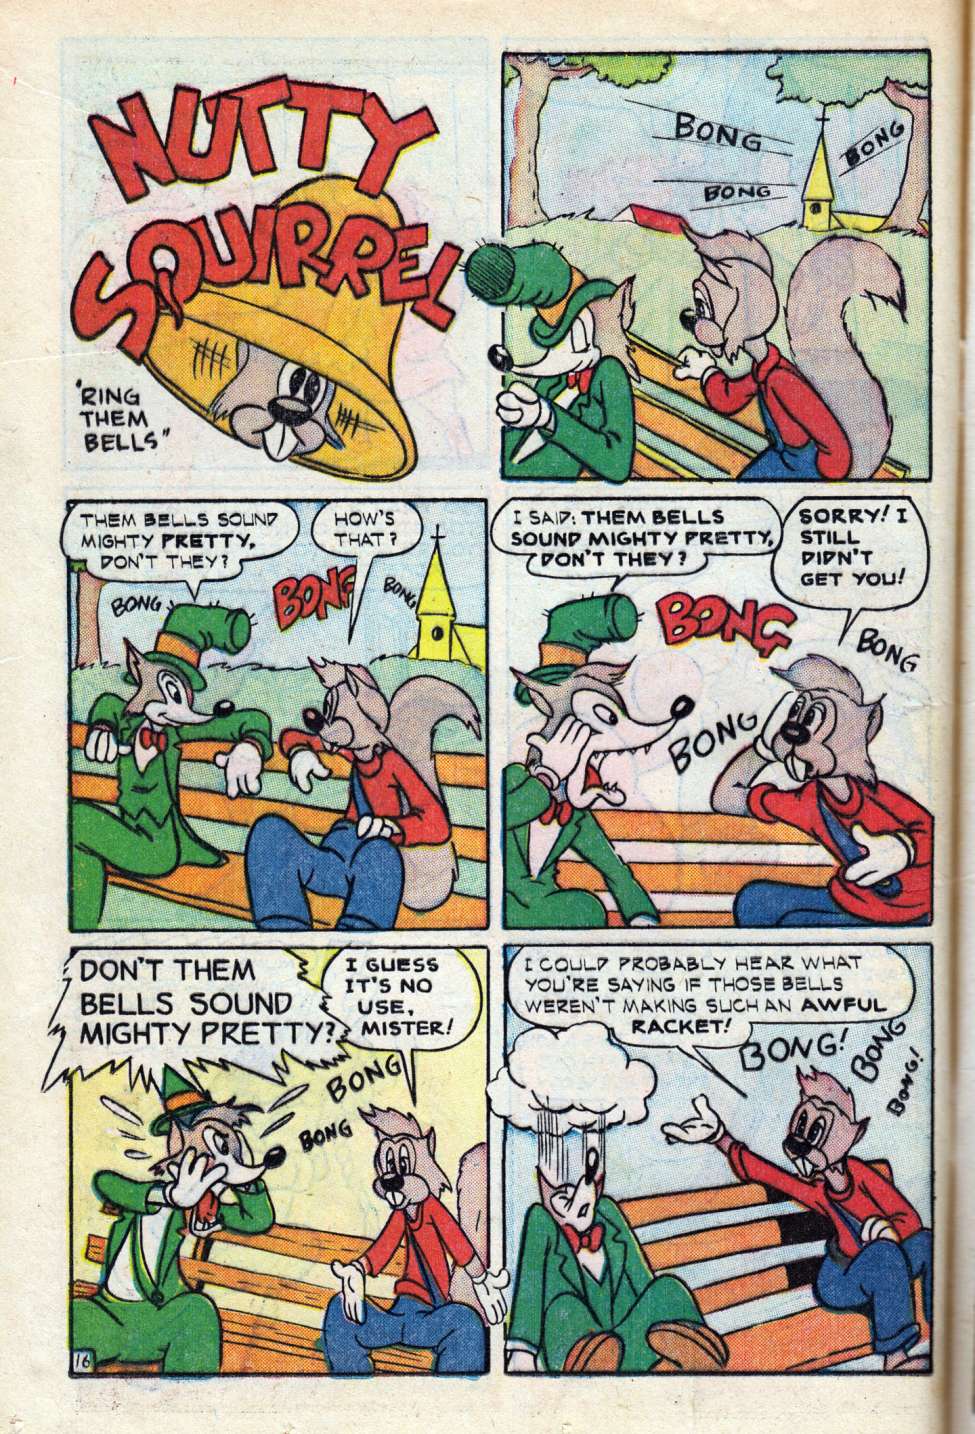 NUTTY
SQUIRREL
"RING
THEM
BELLS"
BONG
BONG
BONG
THEM BELLS SOUND
MIGHTY PRETTY,
DON'T THEY?
HOW'S
THAT?
BONG
BONG
BONG
I SAID: THEM BELLS
SOUND MIGHTY PRETTY,
DON'T THEY?
SORRY! I
STILL
DIDN'T
GET YOU!
BONG
BONG
BONG
DON'T THEM
BELLS SOUND
MIGHTY PRETTY?
I GUESS
IT'S NO
USE,
MISTER!
BONG
BONG
16
I COULD PROBABLY HEAR WHAT
YOU'RE SAYING IF THOSE BELLS
WEREN'T MAKING SUCH AN AWFUL
RACKET!
BONG!
BONG
BONG!